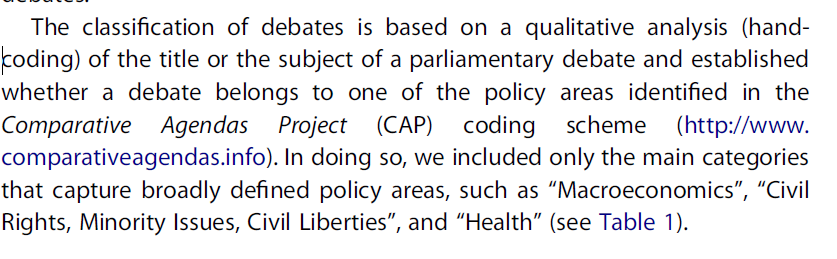 debates.
The classification of debates is based on a qualitative analysis (hand-
coding) of the title or the subject of a parliamentary debate and established
whether a debate belongs to one of the policy areas identified in the
Comparative Agendas Project (CAP) coding scheme (http://www.
comparativeagendas.info). In doing so, we included only the main categories
that capture broadly defined policy areas, such as “Macroeconomics”, “Civil
Rights, Minority Issues, Civil Liberties”, and “Health” (see Table 1).